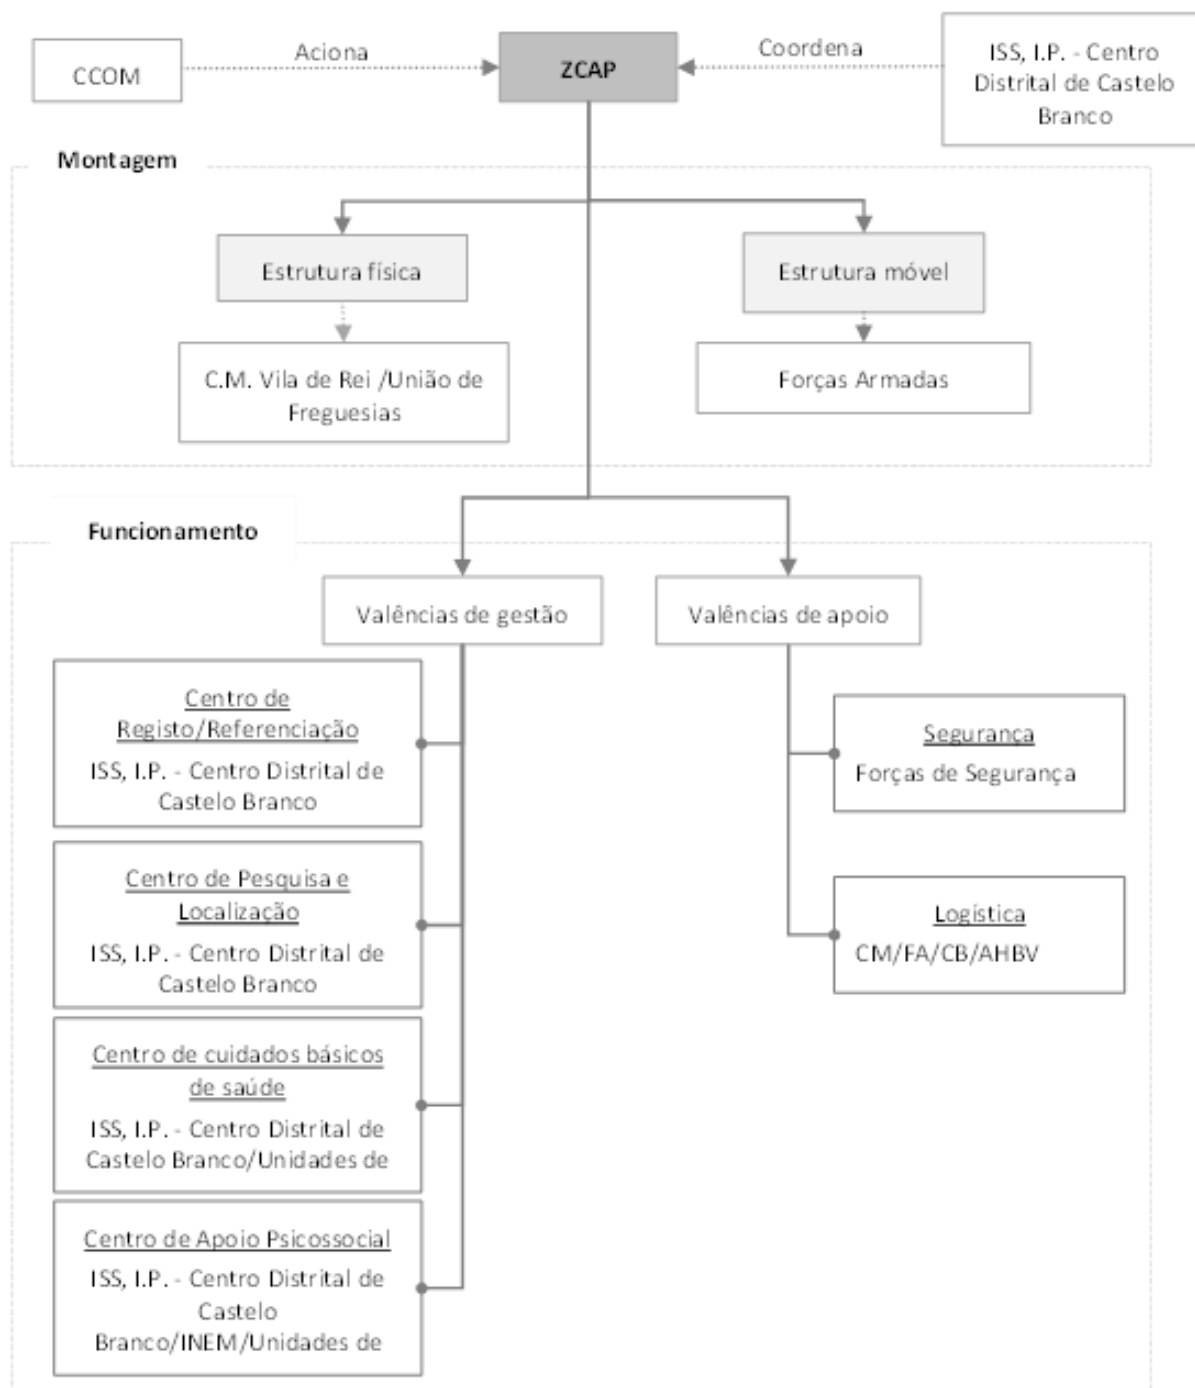 CCOM
Aciona
ZCAP
Coordena
ISS, I.P. - Centro
Distrital de Castelo
Branco
Montagem
Estrutura física
Estrutura móvel
C.M. Vila de Rei /União de
Freguesias
Forças Armadas
Funcionamento
Valências de gestão
Valências de apoio
Centro de
Registo/Referenciação
ISS, I.P. - Centro Distrital de
Castelo Branco
Centro de Pesquisa e
Localização
ISS, I.P. - Centro Distrital de
Castelo Branco
Centro de cuidados básicos
de saúde
ISS, I.P. - Centro Distrital de
Castelo Branco/Unidades de
Centro de Apoio Psicossocial
ISS, I.P. - Centro Distrital de
Castelo
Branco/INEM/Unidades de
Segurança
Forças de Segurança
Logística
CM/FA/CB/AHBV